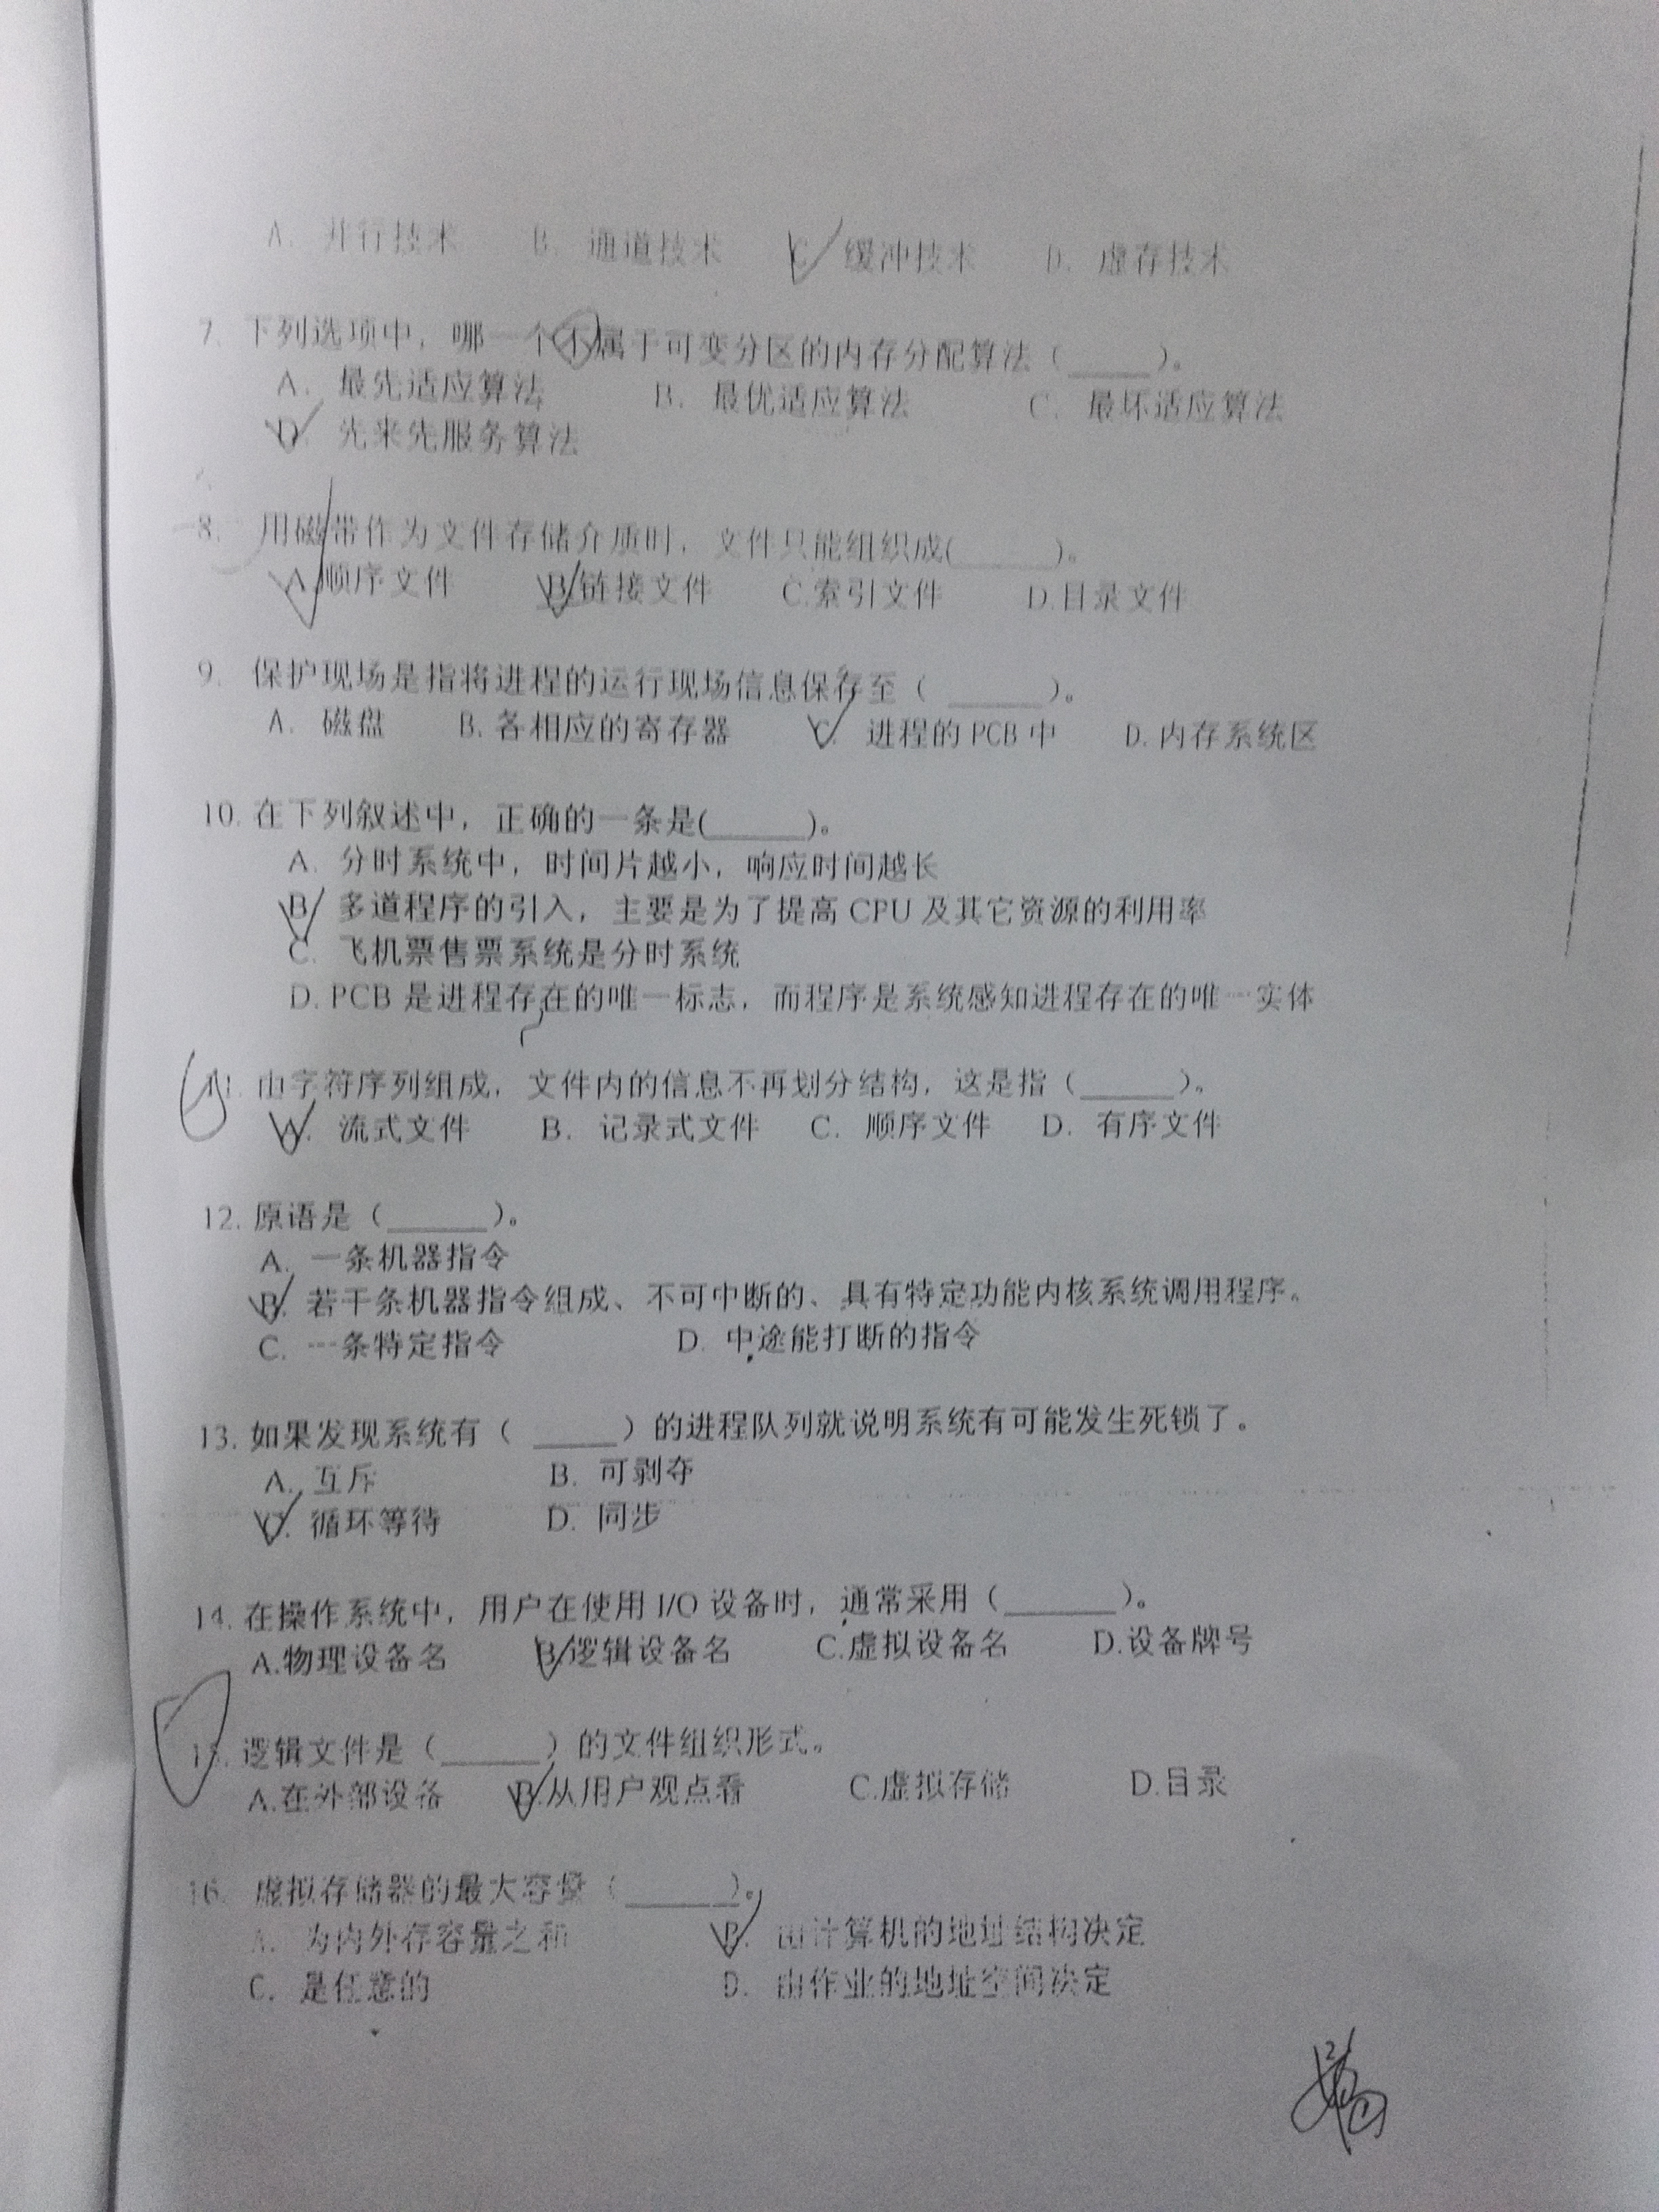 A. 并行技术 B. 通道技术 C. 缓冲技术 D. 虚存技术
7. 下列选项中，哪一个不属于可变分区的内存分配算法（_____）。
A. 最先适应算法 B. 最优适应算法 C. 最坏适应算法
D. 先来先服务算法
8. 用磁带作为文件存储介质时，文件只能组织成(______)。
A.顺序文件 B.链接文件 C.索引文件 D.目录文件
9. 保护现场是指将进程的运行现场信息保存至（ ______）。
A. 磁盘 B. 各相应的寄存器 C. 进程的 PCB 中 D. 内存系统区
10. 在下列叙述中，正确的一条是(______)。
A. 分时系统中，时间片越小，响应时间越长
B. 多道程序的引入，主要是为了提高 CPU 及其它资源的利用率
C. 飞机票售票系统是分时系统
D. PCB 是进程存在的唯一标志，而程序是系统感知进程存在的唯一实体
11. 由字符序列组成，文件内的信息不再划分结构，这是指（______）。
A. 流式文件 B. 记录式文件 C. 顺序文件 D. 有序文件
12. 原语是（______）。
A. 一条机器指令
B. 若干条机器指令组成、不可中断的、具有特定功能内核系统调用程序。
C. 一条特定指令 D. 中途能打断的指令
13. 如果发现系统有（ _____）的进程队列就说明系统有可能发生死锁了。
A. 互斥 B. 可剥夺
C. 循环等待 D. 同步
14. 在操作系统中，用户在使用 I/O 设备时，通常采用（_______）。
A.物理设备名 B.逻辑设备名 C.虚拟设备名 D.设备牌号
15. 逻辑文件是（______）的文件组织形式。
A.在外部设备 B.从用户观点看 C.虚拟存储 D.目录
16. 虚拟存储器的最大容量（_______）。
A. 为内外存容量之和 B. 由计算机的地址结构决定
C. 是任意的 D. 由作业的地址空间决定